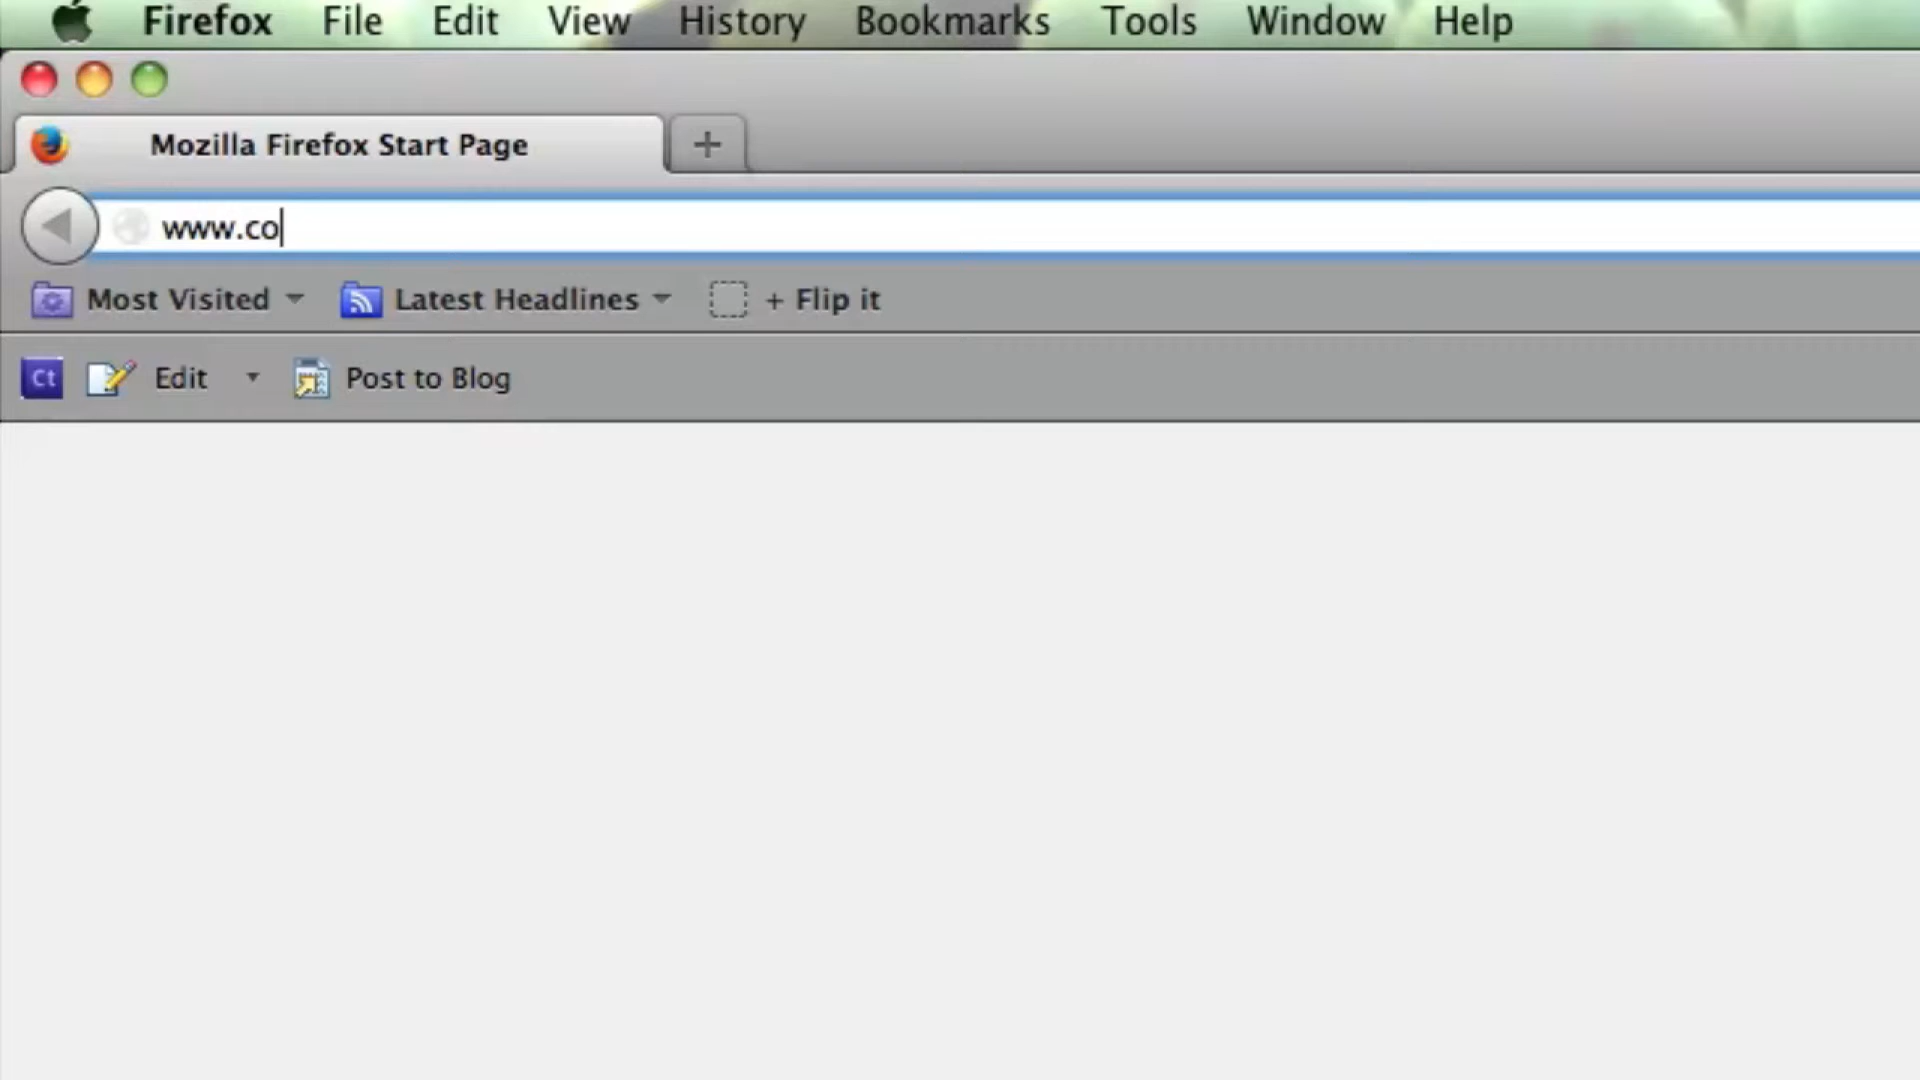 Firefox File Edit View History Bookmarks Tools Window Help
Mozilla Firefox Start Page +
www.co
Most Visited Latest Headlines + Flip it
Ct Edit Post to Blog